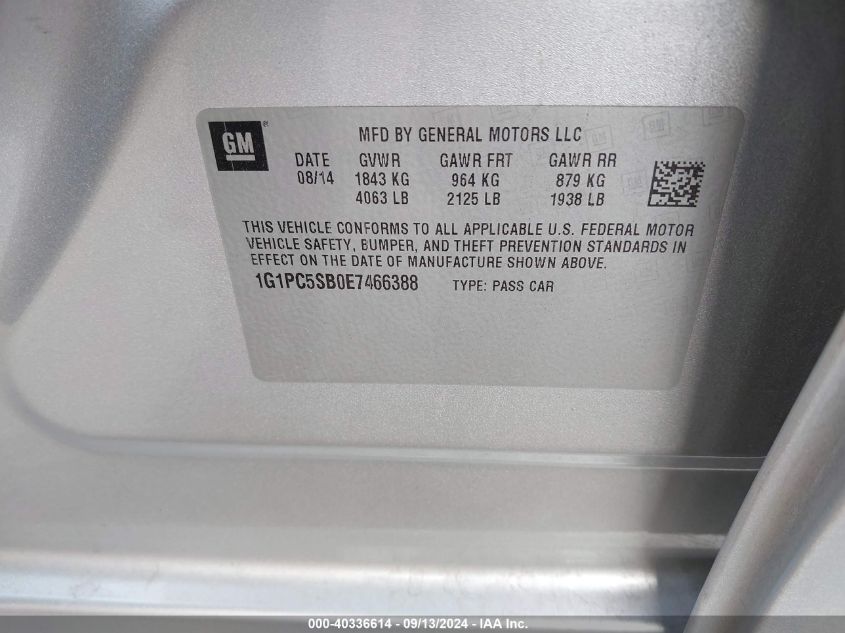 GM® MFD BY GENERAL MOTORS LLC
DATE GVWR GAWR FRT GAWR RR
08/14 1843 KG 964 KG 879 KG
4063 LB 2125 LB 1938 LB
THIS VEHICLE CONFORMS TO ALL APPLICABLE U.S. FEDERAL MOTOR
VEHICLE SAFETY, BUMPER, AND THEFT PREVENTION STANDARDS IN
EFFECT ON THE DATE OF MANUFACTURE SHOWN ABOVE.
1G1PC5SB0E7466388 TYPE: PASS CAR
000-40336614 - 09/13/2024 - IAA Inc.